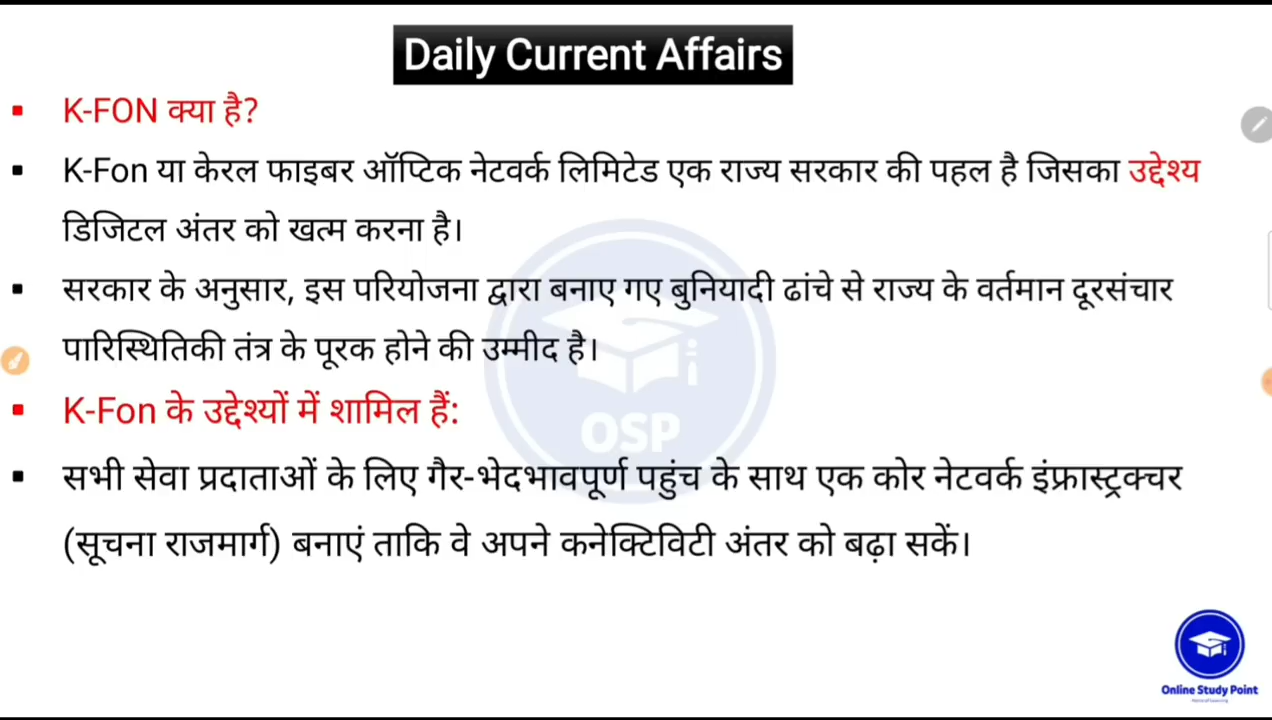 Daily Current Affairs
K-FON क्या है?
K-Fon या केरल फाइबर ऑप्टिक नेटवर्क लिमिटेड एक राज्य सरकार की पहल है जिसका उद्देश्य
डिजिटल अंतर को खत्म करना है।
सरकार के अनुसार, इस परियोजना द्वारा बनाए गए बुनियादी ढांचे से राज्य के वर्तमान दूरसंचार
पारिस्थितिकी तंत्र के पूरक होने की उम्मीद है।
K-Fon के उद्देश्यों में शामिल हैं:
सभी सेवा प्रदाताओं के लिए गैर-भेदभावपूर्ण पहुंच के साथ एक कोर नेटवर्क इंफ्रास्ट्रक्चर
(सूचना राजमार्ग) बनाएं ताकि वे अपने कनेक्टिविटी अंतर को बढ़ा सकें।
OSP
Online Study Point